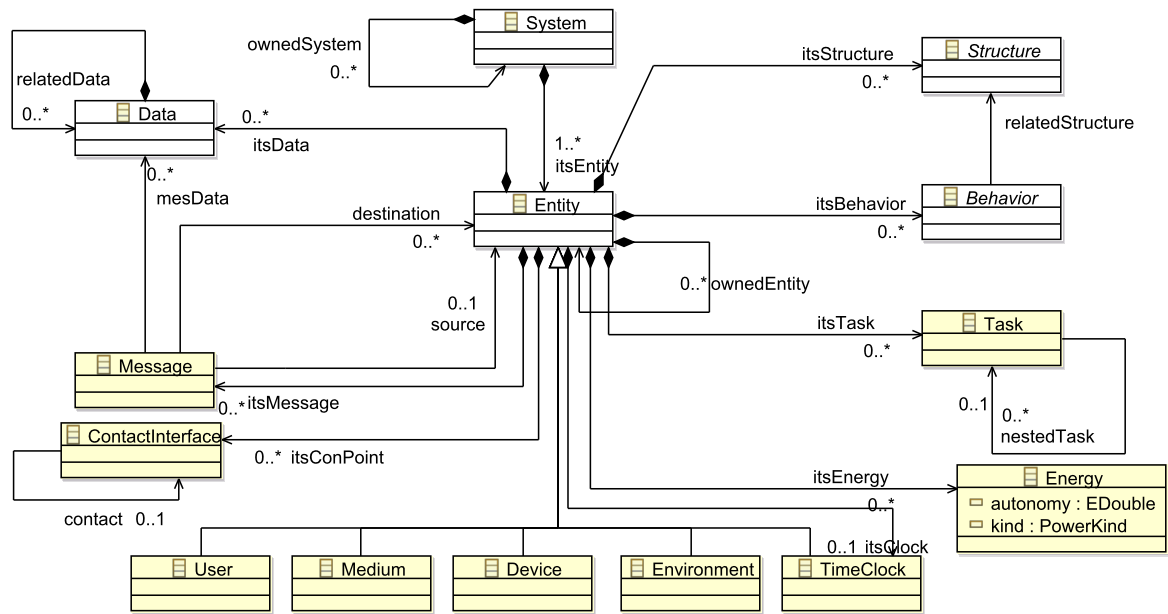 System
ownedSystem
0..*
itsStructure
0..*
Structure
relatedData
0..*
Data
0..*
itsData
1..*
itsEntity
relatedStructure
0..*
mesData
Entity
itsBehavior
0..*
Behavior
destination
0..*
0..* ownedEntity
0..1
source
itsTask
0..*
Task
Message
0..* itsMessage
0..1
0..*
nestedTask
ContactInterface
0..* itsConPoint
contact 0..1
itsEnergy
0..*
Energy
autonomy : EDouble
kind : PowerKind
0..1 itsClock
User
Medium
Device
Environment
TimeClock